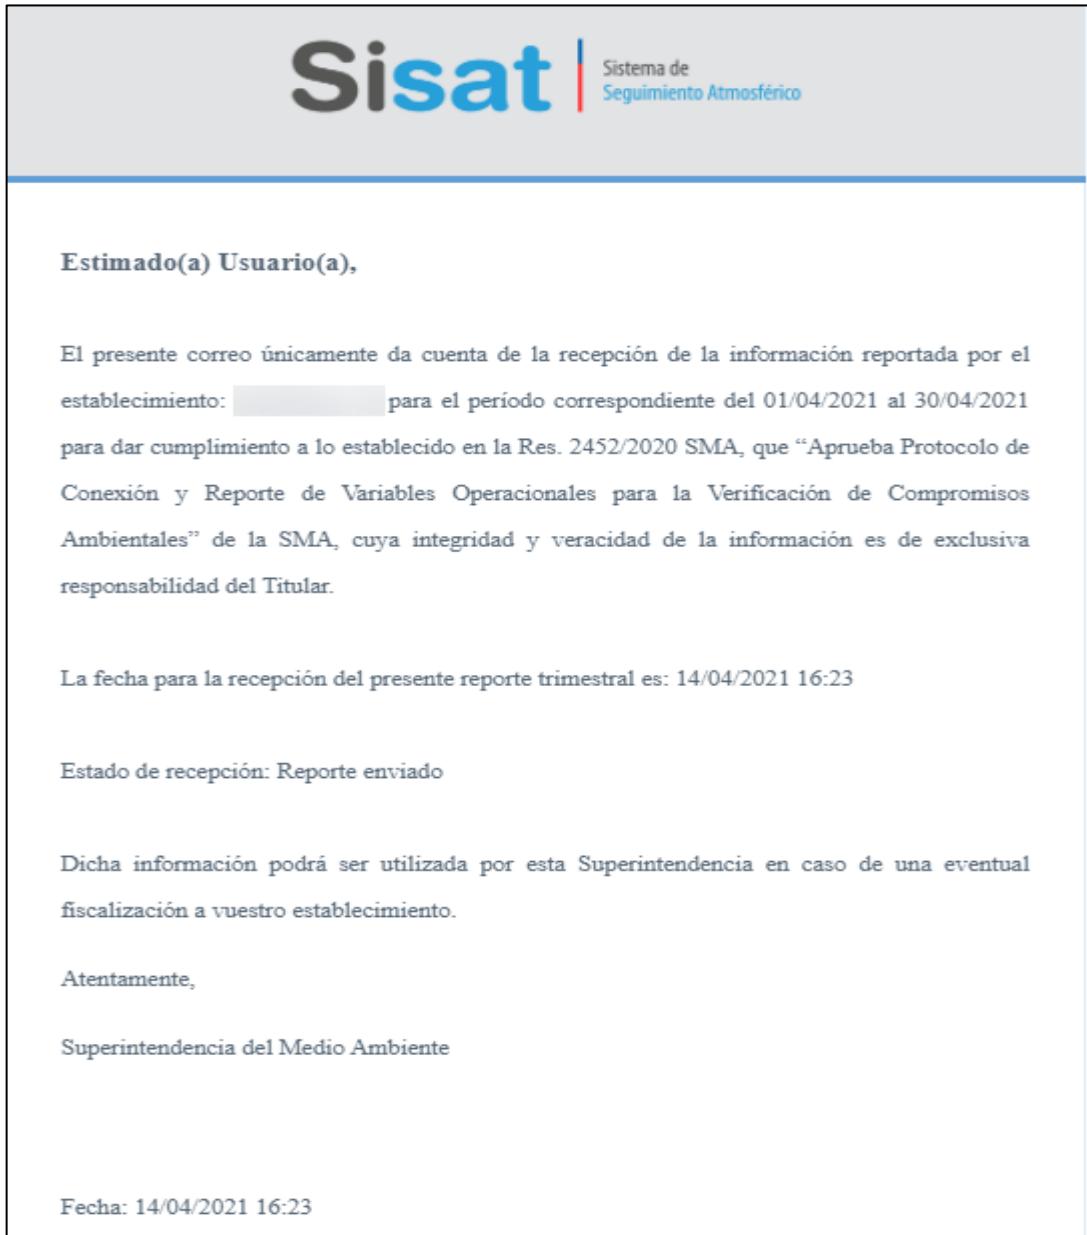 Sisat
Sistema de
Seguimiento Atmosférico
Estimado(a) Usuario(a),
El presente correo únicamente da cuenta de la recepción de la información reportada por el
establecimiento: para el período correspondiente del 01/04/2021 al 30/04/2021
para dar cumplimiento a lo establecido en la Res. 2452/2020 SMA, que “Aprueba Protocolo de
Conexión y Reporte de Variables Operacionales para la Verificación de Compromisos
Ambientales” de la SMA, cuya integridad y veracidad de la información es de exclusiva
responsabilidad del Titular.
La fecha para la recepción del presente reporte trimestral es: 14/04/2021 16:23
Estado de recepción: Reporte enviado
Dicha información podrá ser utilizada por esta Superintendencia en caso de una eventual
fiscalización a vuestro establecimiento.
Atentamente,
Superintendencia del Medio Ambiente
Fecha: 14/04/2021 16:23